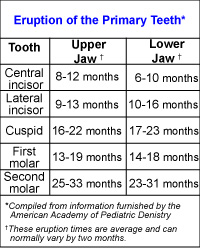 Eruption of the Primary Teeth*
Tooth Upper Jaw † Lower Jaw †
Central incisor 8-12 months 6-10 months
Lateral incisor 9-13 months 10-16 months
Cuspid 16-22 months 17-23 months
First molar 13-19 months 14-18 months
Second molar 25-33 months 23-31 months
*Compiled from information furnished by the
American Academy of Pediatric Denistry
†These eruption times are average and can
normally vary by two months.